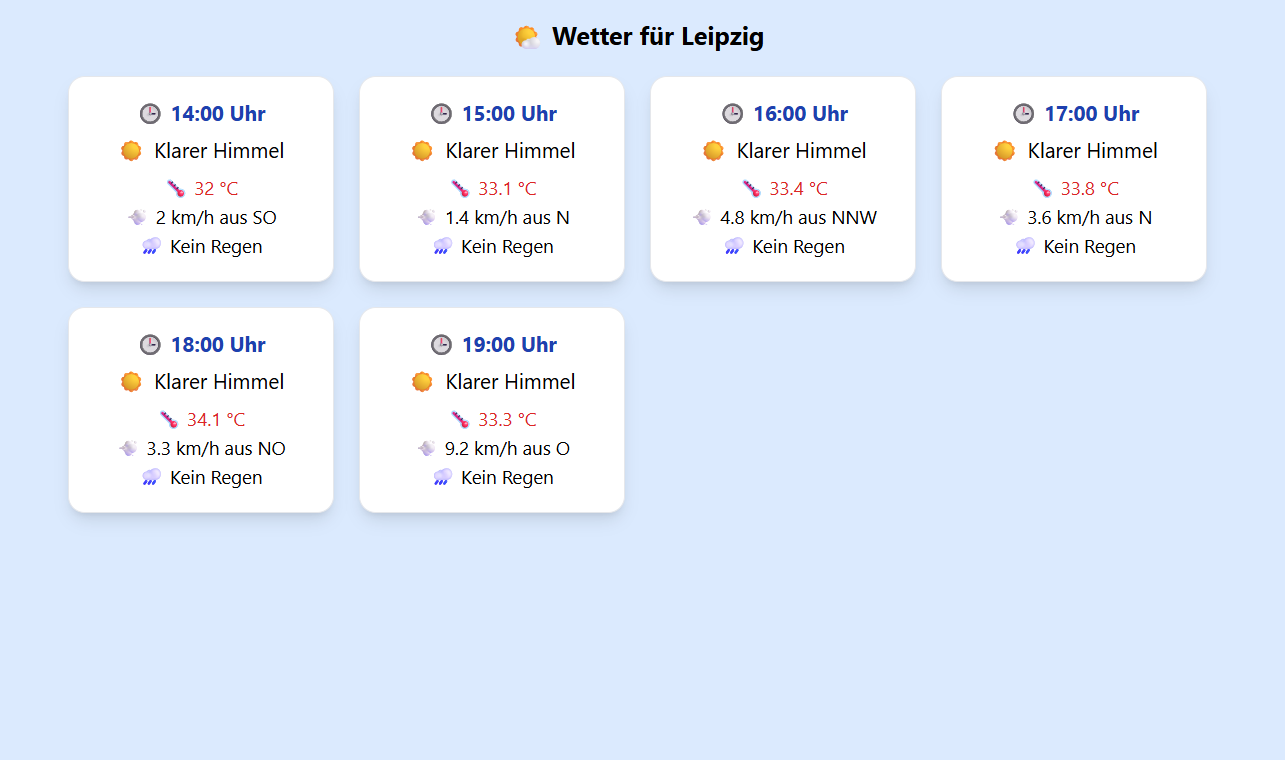 Wetter für Leipzig
14:00 Uhr
Klarer Himmel
32 °C
2 km/h aus SO
Kein Regen
15:00 Uhr
Klarer Himmel
33.1 °C
1.4 km/h aus N
Kein Regen
16:00 Uhr
Klarer Himmel
33.4 °C
4.8 km/h aus NNW
Kein Regen
17:00 Uhr
Klarer Himmel
33.8 °C
3.6 km/h aus N
Kein Regen
18:00 Uhr
Klarer Himmel
34.1 °C
3.3 km/h aus NO
Kein Regen
19:00 Uhr
Klarer Himmel
33.3 °C
9.2 km/h aus O
Kein Regen